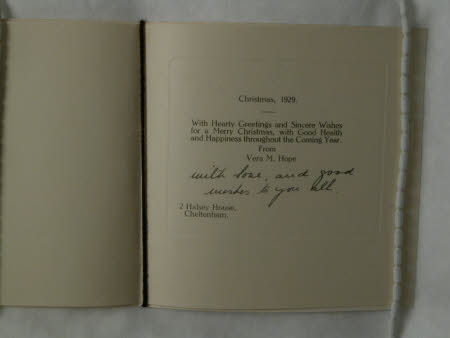 Christmas, 1929.
With Hearty Greetings and Sincere Wishes
for a Merry Christmas, with Good Health
and Happiness throughout the Coming Year.
From
Vera M. Hope
with love, and good
wishes to you all.
2 Halsey House,
Cheltenham.